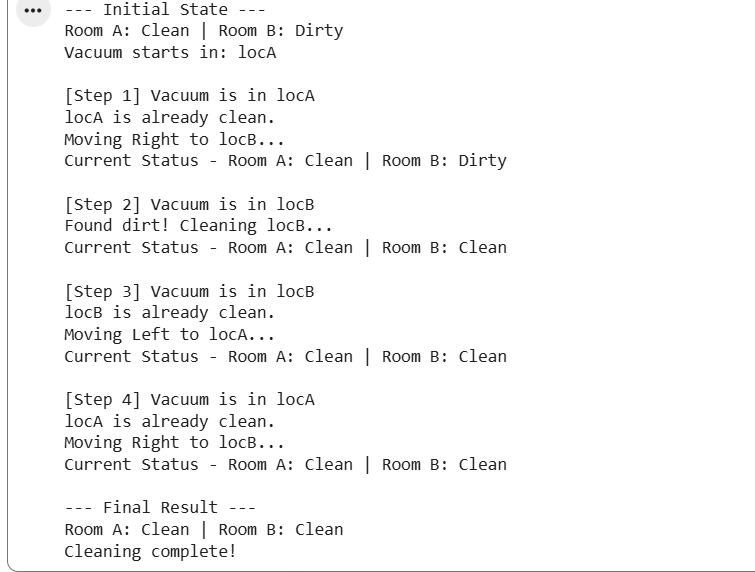 --- Initial State ---
Room A: Clean | Room B: Dirty
Vacuum starts in: locA
[Step 1] Vacuum is in locA
locA is already clean.
Moving Right to locB...
Current Status - Room A: Clean | Room B: Dirty
[Step 2] Vacuum is in locB
Found dirt! Cleaning locB...
Current Status - Room A: Clean | Room B: Clean
[Step 3] Vacuum is in locB
locB is already clean.
Moving Left to locA...
Current Status - Room A: Clean | Room B: Clean
[Step 4] Vacuum is in locA
locA is already clean.
Moving Right to locB...
Current Status - Room A: Clean | Room B: Clean
--- Final Result ---
Room A: Clean | Room B: Clean
Cleaning complete!